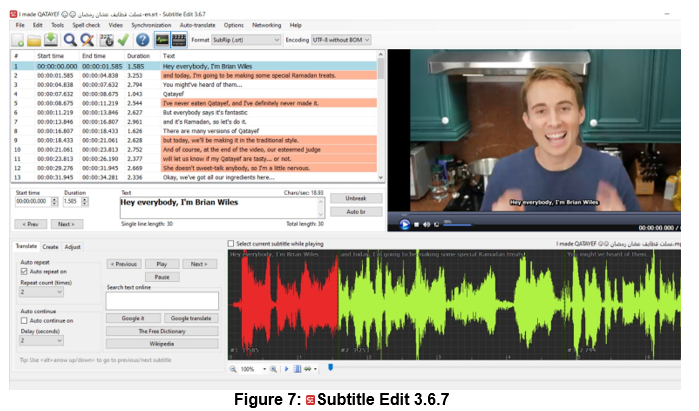 I made QATAYEF عملت قطايف عشان رمضان -en.srt - Subtitle Edit 3.6.7
File Edit Tools Spell check Video Synchronization Auto-translate Options Networking Help
Format SubRip (.srt) Encoding UTF-8 without BOM
# Start time End time Duration Text
1 00:00:00.000 00:00:01.585 1.585 Hey everybody, I'm Brian Wiles
2 00:00:01.585 00:00:04.838 3.253 and today, I'm going to be making some special Ramadan treats.
3 00:00:04.838 00:00:07.632 2.794 You might've heard of them...
4 00:00:07.632 00:00:08.675 1.043 Qatayef
5 00:00:08.675 00:00:11.219 2.544 I've never eaten Qatayef, and I've definitely never made it.
6 00:00:11.219 00:00:13.846 2.627 But everybody says it's fantastic
7 00:00:13.846 00:00:16.807 2.961 and it's Ramadan, so let's do it.
8 00:00:16.807 00:00:18.433 1.626 There are many versions of Qatayef
9 00:00:18.433 00:00:21.061 2.628 but today, we'll be making it in the traditional style.
10 00:00:21.061 00:00:23.813 2.752 And of course, at the end of the video, our esteemed judge
11 00:00:23.813 00:00:26.190 2.377 will let us know if my Qatayef are tasty... or not.
12 00:00:29.276 00:00:31.945 2.669 She doesn't sweet-talk anybody, so I'm a little nervous.
13 00:00:31.945 00:00:34.281 2.336 Okay, we've got all our ingredients here...
Start time Duration Text Chars/sec: 18.93
00:00:00.000 1.585 Hey everybody, I'm Brian Wiles
Unbreak
Auto br
< Prev Next >
Single line length: 30 Total length: 30
Hey everybody, I'm Brian Wiles
00:00:00.000 / 00:
Translate Create Adjust
Auto repeat
Auto repeat on
Repeat count (times)
2
Auto continue
Auto continue on
Delay (seconds)
2
< Previous Play Next >
Pause
Search text online
Google it Google translate
The Free Dictionary
Wikipedia
Tip: Use <alt+arrow up/down> to go to previous/next subtitle
Select current subtitle while playing
I made QATAYEF عملت قطايف عشان رمضان
Hey everybody, I'm Brian Wiles and today, I'm going to be making some special Ramadan treats. You might've heard of them...
#1 1.585 #2 3.253 #3 2.794
100%
Figure 7: SE Subtitle Edit 3.6.7